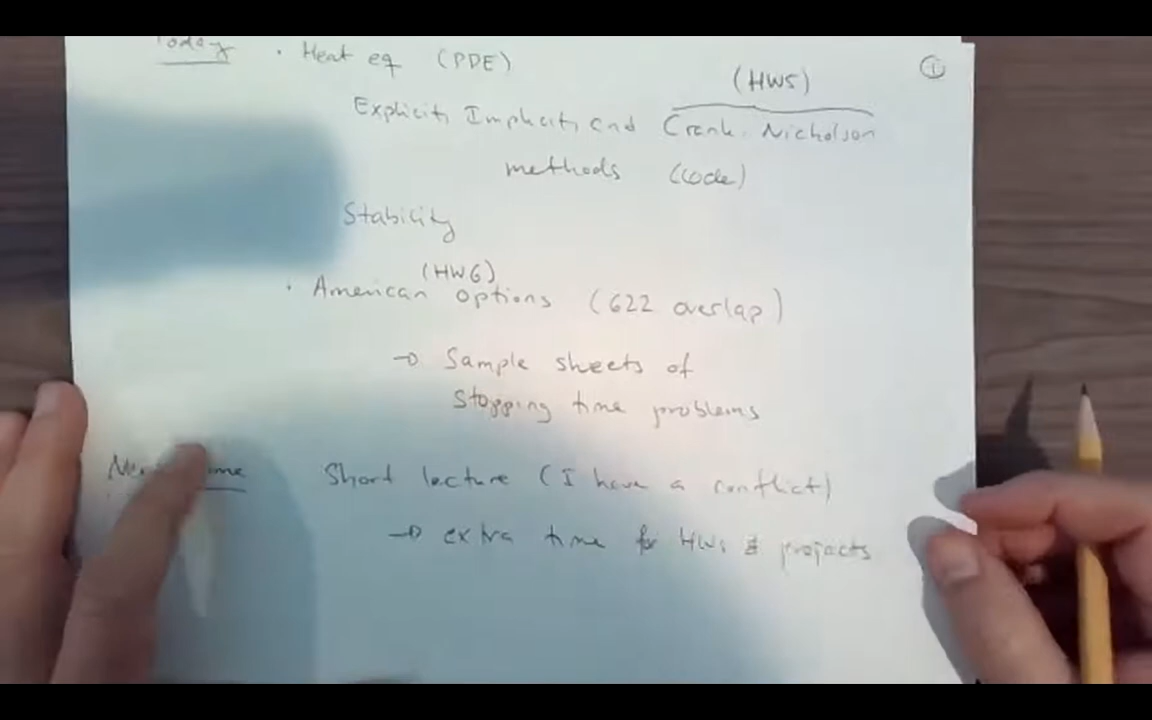 Today · Heat eq (PDE) ①
(HW5)
Explicit, Implicit, and Crank-Nicholson
methods (code)
Stability
(HW6)
· American options (622 overlap)
→ Sample sheets of
stopping time problems
Short lecture (I have a conflict)
→ extra time for HWs & projects